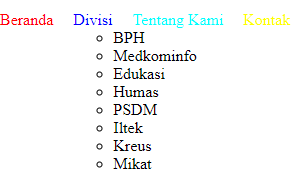 Beranda Divisi Tentang Kami Kontak
BPH
Medkominfo
Edukasi
Humas
PSDM
Iltek
Kreus
Mikat